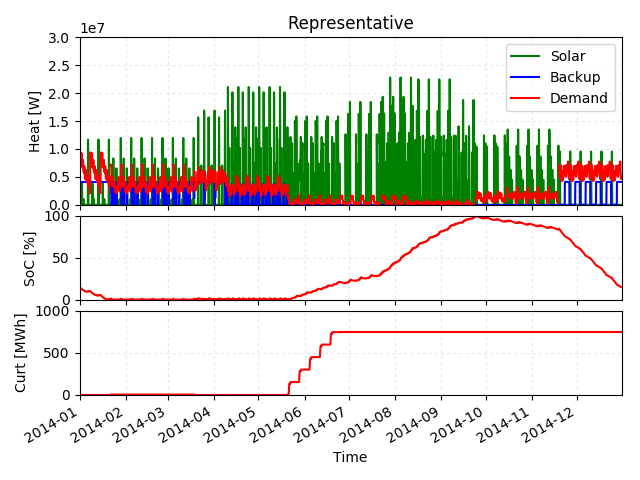 Representative
1e7
3.0
2.5
2.0
1.5
1.0
0.5
0.0
Heat [W]
Solar
Backup
Demand
100
50
0
SoC [%]
1000
500
0
Curt [MWh]
2014-01
2014-02
2014-03
2014-04
2014-05
2014-06
2014-07
2014-08
2014-09
2014-10
2014-11
2014-12
Time